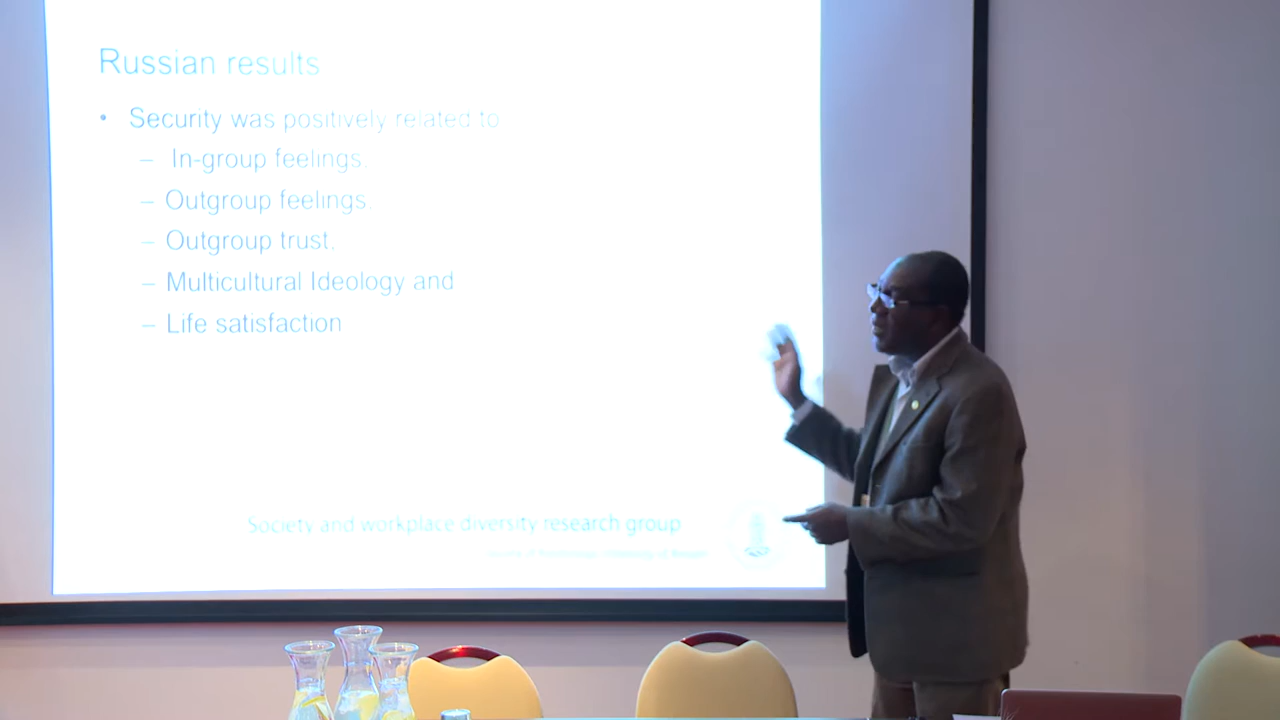 Russian results
• Security was positively related to
– In-group feelings.
– Outgroup feelings.
– Outgroup trust,
– Multicultural Ideology and
– Life satisfaction
Society and workplace diversity research group